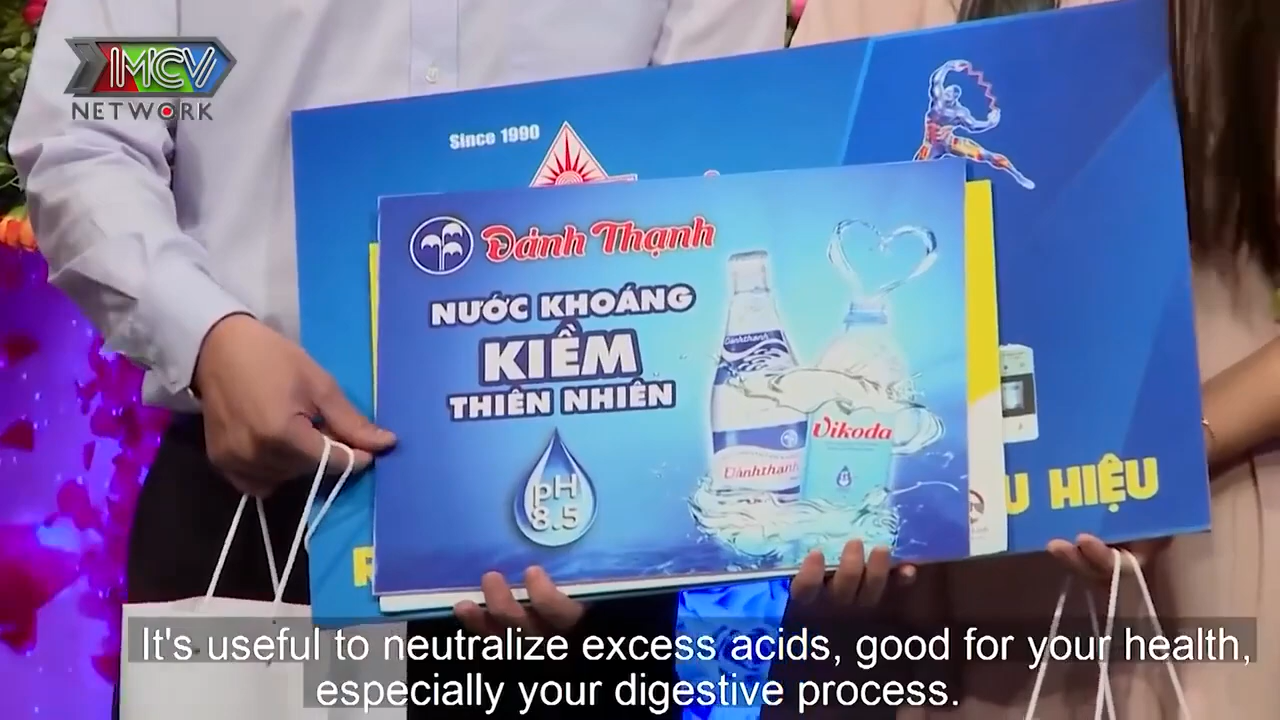 MCV
NETWORK
Since 1990
Đảnh Thạnh
NƯỚC KHOÁNG
KIỀM
THIÊN NHIÊN
pH
8.5
Đảnhthạnh
Đảnhthạnh
Vikoda
U HIỆU
R
It's useful to neutralize excess acids, good for your health,
especially your digestive process.